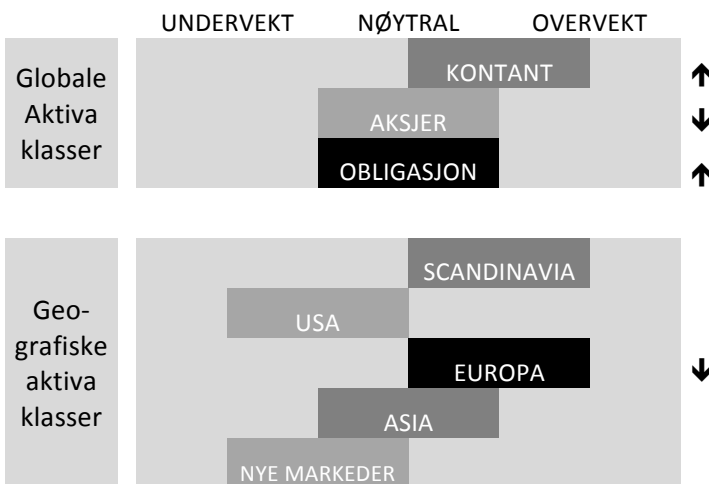 UNDERVEKT NØYTRAL OVERVEKT
Globale
Aktiva
klasser
KONTANT
AKSJER
OBLIGASJON
Geo-
grafiske
aktiva
klasser
SCANDINAVIA
USA
EUROPA
ASIA
NYE MARKEDER